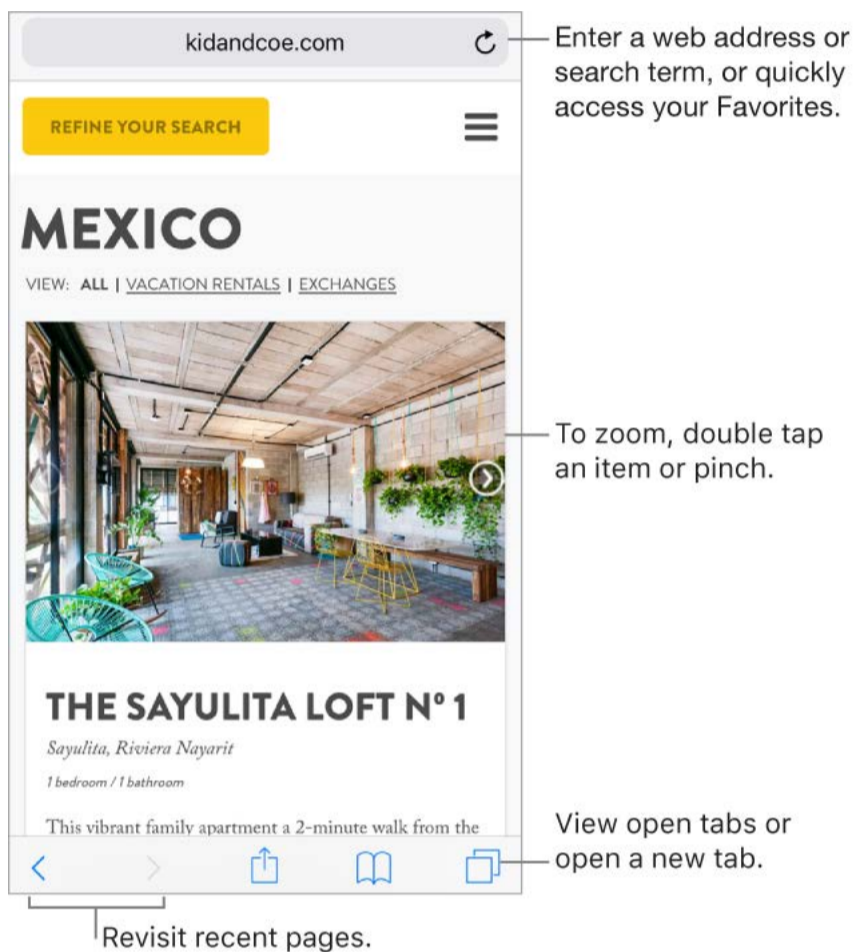 kidandcoe.com
Enter a web address or
search term, or quickly
access your Favorites.
REFINE YOUR SEARCH
MEXICO
VIEW: ALL | VACATION RENTALS | EXCHANGES
To zoom, double tap
an item or pinch.
THE SAYULITA LOFT Nº 1
Sayulita, Riviera Nayarit
1 bedroom / 1 bathroom
This vibrant family apartment a 2-minute walk from the
View open tabs or
open a new tab.
Revisit recent pages.